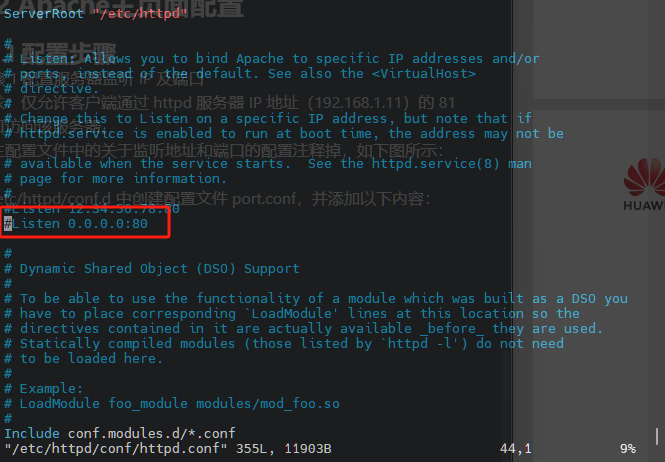 2 Apache主页面配置
ServerRoot "/etc/httpd"
#
配置步骤
# Listen: Allows you to bind Apache to specific IP addresses and/or
# ports, instead of the default. See also the <VirtualHost>
配置服务器监听 IP 及端口
# directive.
仅允许客户端通过 httpd 服务器 IP 地址（192.168.1.11）的 81
# Change this to Listen on a specific IP address, but note that if
访问该服务器
# httpd.service is enabled to run at boot time, the address may not be
配置文件中的关于监听地址和端口的配置注释掉，如下图所示：
# available when the service starts.  See the httpd.service(8) man
# page for more information.
#
etc/httpd/conf.d 中创建配置文件 port.conf，并添加以下内容：
#Listen 12.34.56.78:80
#Listen 0.0.0.0:80
HUAWEI
#
# Dynamic Shared Object (DSO) Support
#
# To be able to use the functionality of a module which was built as a DSO you
# have to place corresponding `LoadModule' lines at this location so the
# directives contained in it are actually available _before_ they are used.
# Statically compiled modules (those listed by `httpd -l') do not need
# to be loaded here.
#
# Example:
# LoadModule foo_module modules/mod_foo.so
#
Include conf.modules.d/*.conf
"/etc/httpd/conf/httpd.conf" 355L, 11903B 44,1 9%